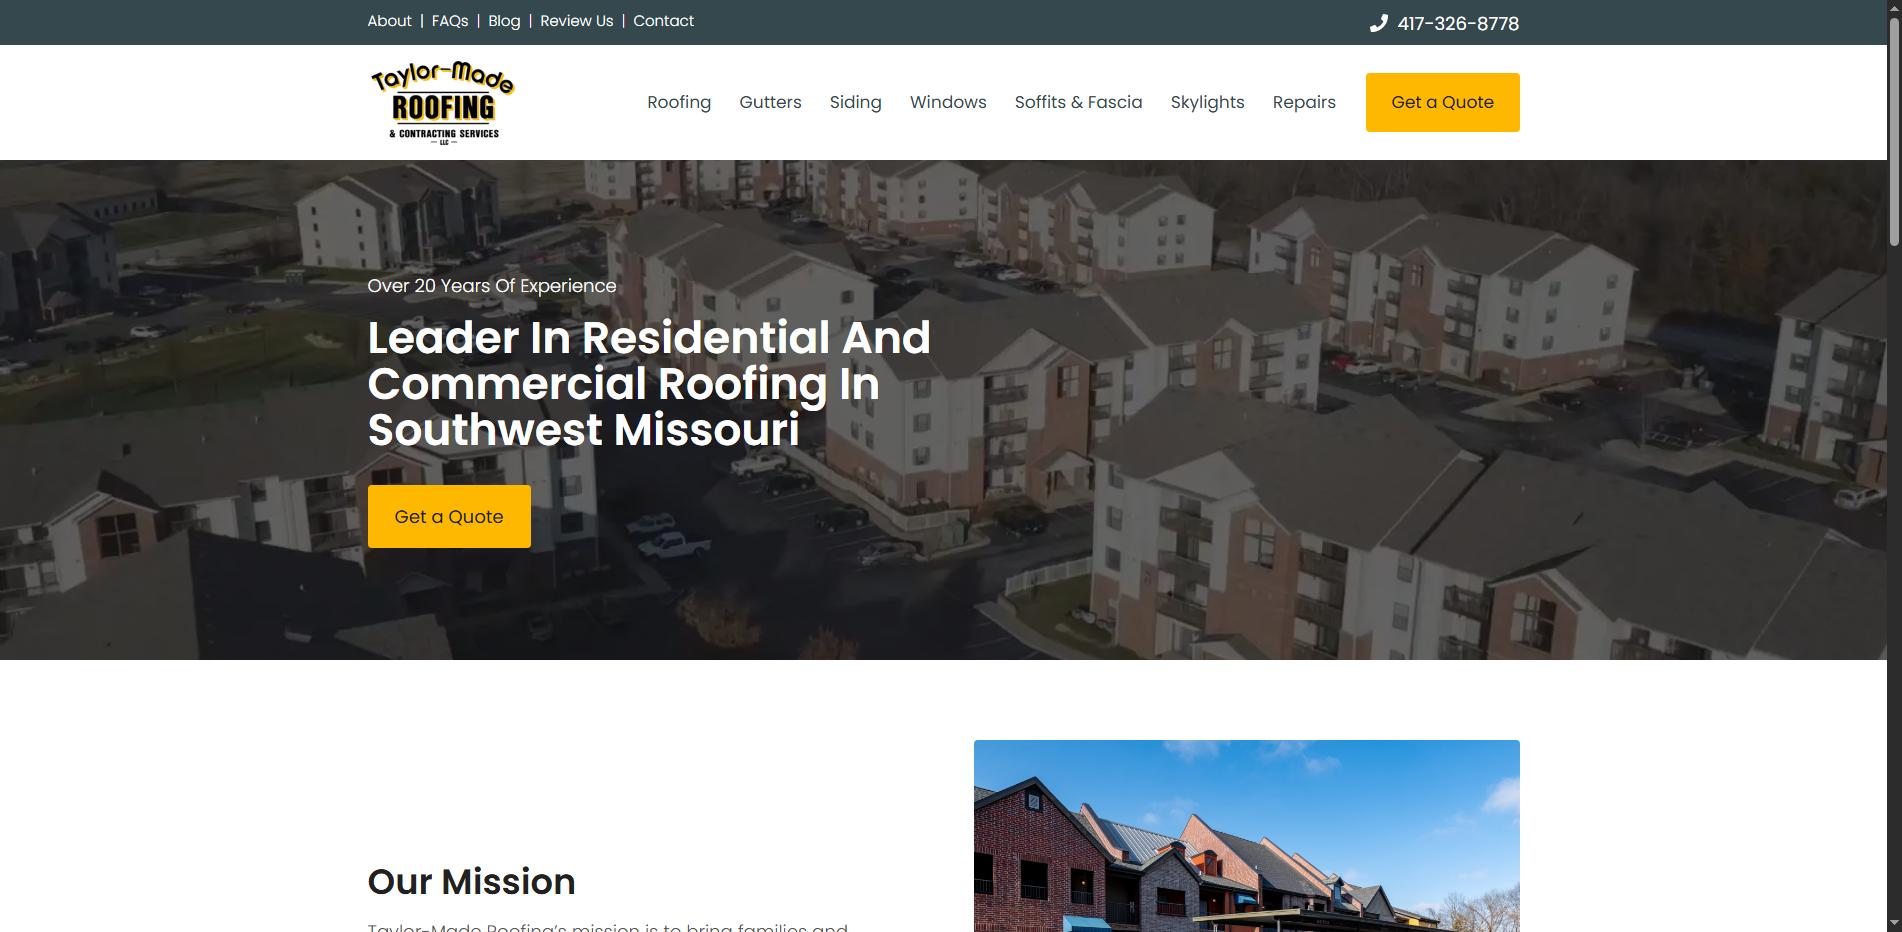 About | FAQs | Blog | Review Us | Contact
417-326-8778
Taylor-Made
ROOFING
& CONTRACTING SERVICES
LLC
Roofing
Gutters
Siding
Windows
Soffits & Fascia
Skylights
Repairs
Get a Quote
Over 20 Years Of Experience
Leader In Residential And
Commercial Roofing In
Southwest Missouri
Get a Quote
Our Mission
Taylor-Made Roofing's mission is to bring families and